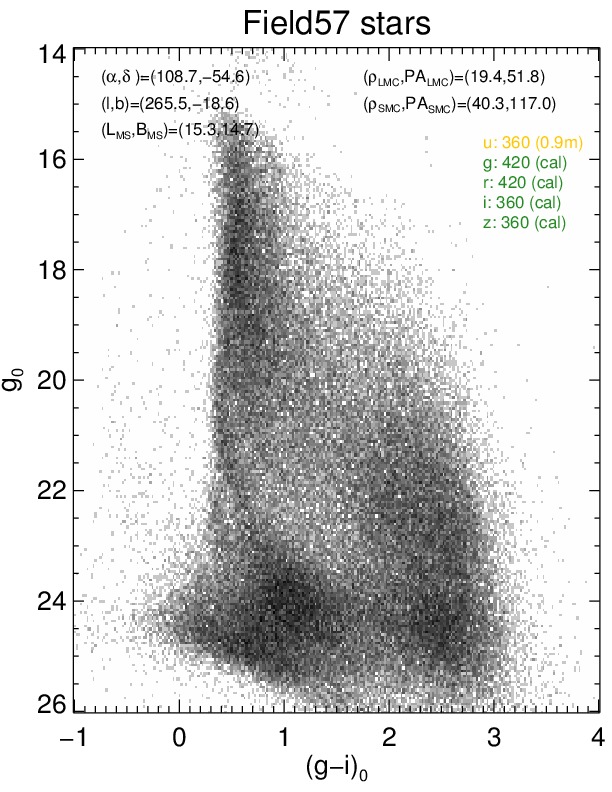 Field57 stars
(α,δ )=(108.7,−54.6)
(ρLMC,PALMC)=(19.4,51.8)
(l,b)=(265.5,−18.6)
(ρSMC,PASMC)=(40.3,117.0)
(LMS,BMS)=(15.3,14.7)
u: 360 (0.9m)
g: 420 (cal)
r: 420 (cal)
i: 360 (cal)
z: 360 (cal)
14
16
18
20
22
24
26
g0
−1 0 1 2 3 4
(g−i)0